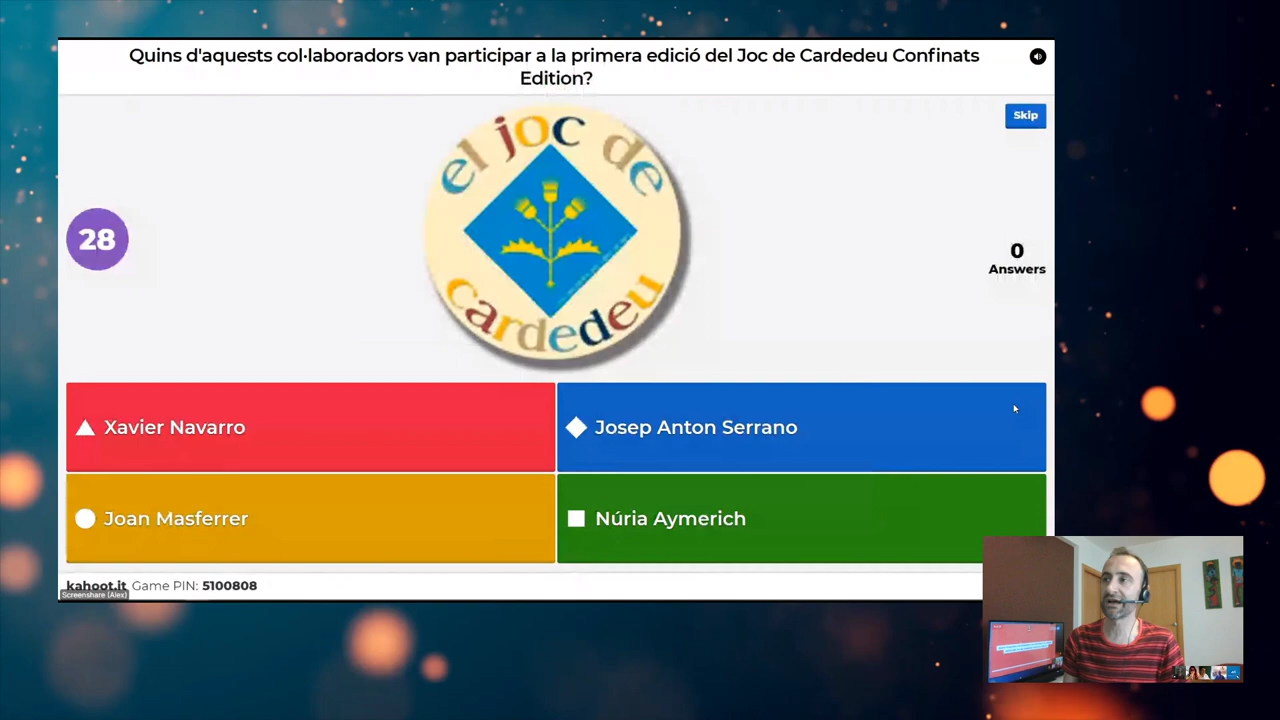 Quins d'aquests col·laboradors van participar a la primera edició del Joc de Cardedeu Confinats
Edition?
Skip
el joc de
cardedeu
28
0
Answers
Xavier Navarro
Josep Anton Serrano
Joan Masferrer
Núria Aymerich
kahoot.it Game PIN: 5100808
Screenshare (Alex)